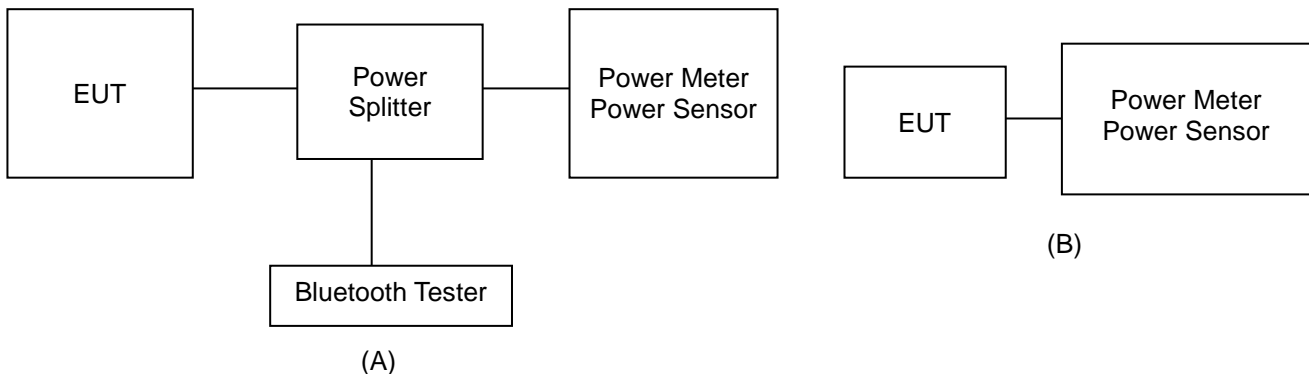 EUT
Power
Splitter
Power Meter
Power Sensor
Bluetooth Tester
(A)
EUT
Power Meter
Power Sensor
(B)